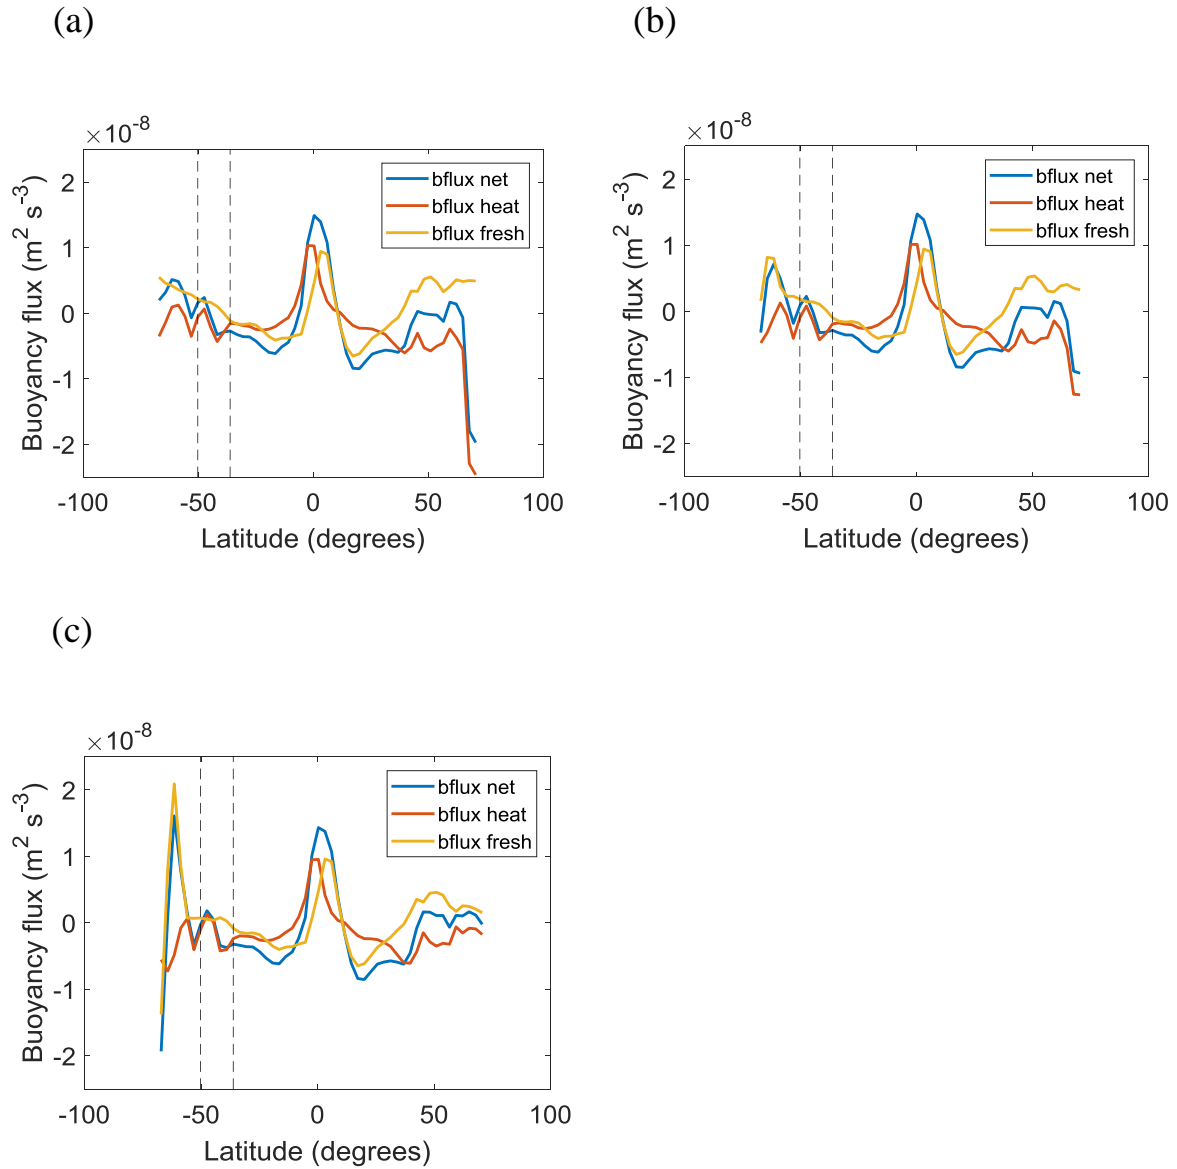 (a)
×10⁻⁸
2
1
0
-1
-2
Buoyancy flux (m² s⁻³)
bflux net
bflux heat
bflux fresh
-100
-50
0
50
100
Latitude (degrees)
(b)
×10⁻⁸
2
1
0
-1
-2
Buoyancy flux (m² s⁻³)
bflux net
bflux heat
bflux fresh
-100
-50
0
50
100
Latitude (degrees)
(c)
×10⁻⁸
2
1
0
-1
-2
Buoyancy flux (m² s⁻³)
bflux net
bflux heat
bflux fresh
-100
-50
0
50
100
Latitude (degrees)